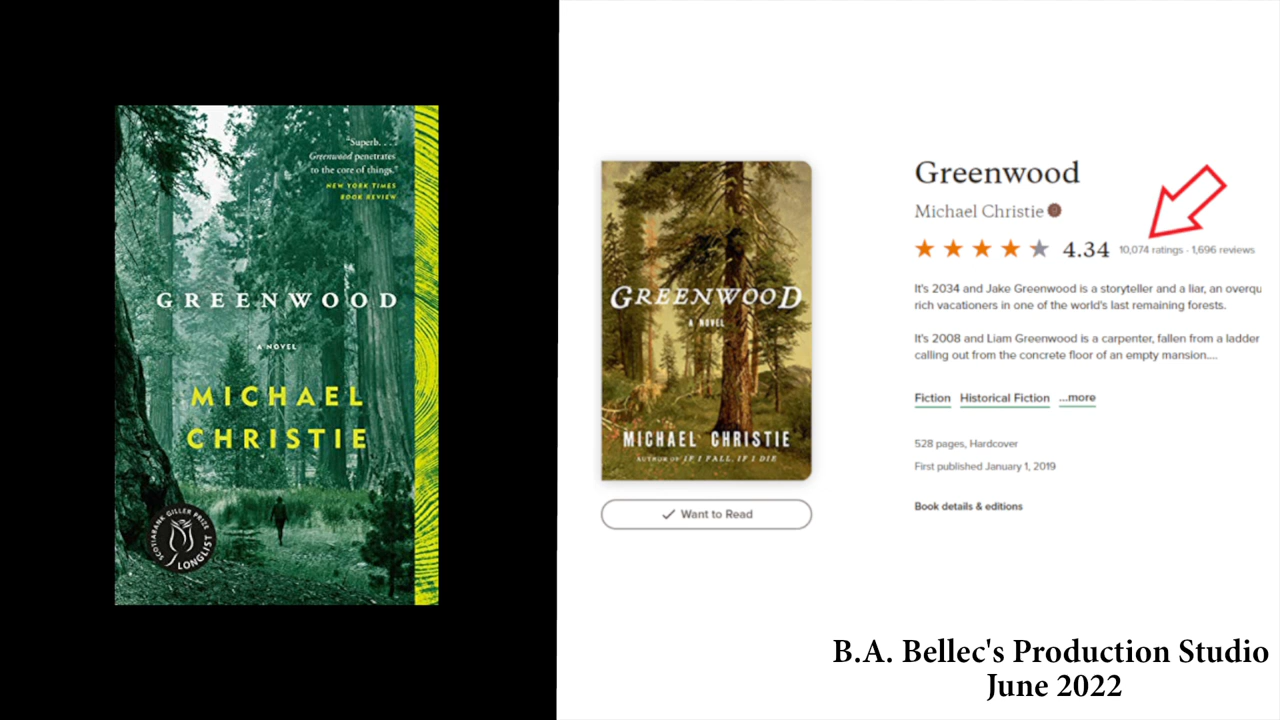 "Superb. . . .
Greenwood penetrates
to the core of things."
NEW YORK TIMES
BOOK REVIEW
GREENWOOD
A NOVEL
MICHAEL
CHRISTIE
SCOTIABANK GILLER PRIZE
LONGLIST
GREENWOOD
A NOVEL
MICHAEL CHRISTIE
AUTHOR OF IF I FALL, IF I DIE
Want to Read
Greenwood
Michael Christie
4.34 10,074 ratings · 1,696 reviews
It's 2034 and Jake Greenwood is a storyteller and a liar, an overqu
rich vacationers in one of the world's last remaining forests.
It's 2008 and Liam Greenwood is a carpenter, fallen from a ladder
calling out from the concrete floor of an empty mansion....
Fiction Historical Fiction ...more
528 pages, Hardcover
First published January 1, 2019
Book details & editions
B.A. Bellec's Production Studio
June 2022